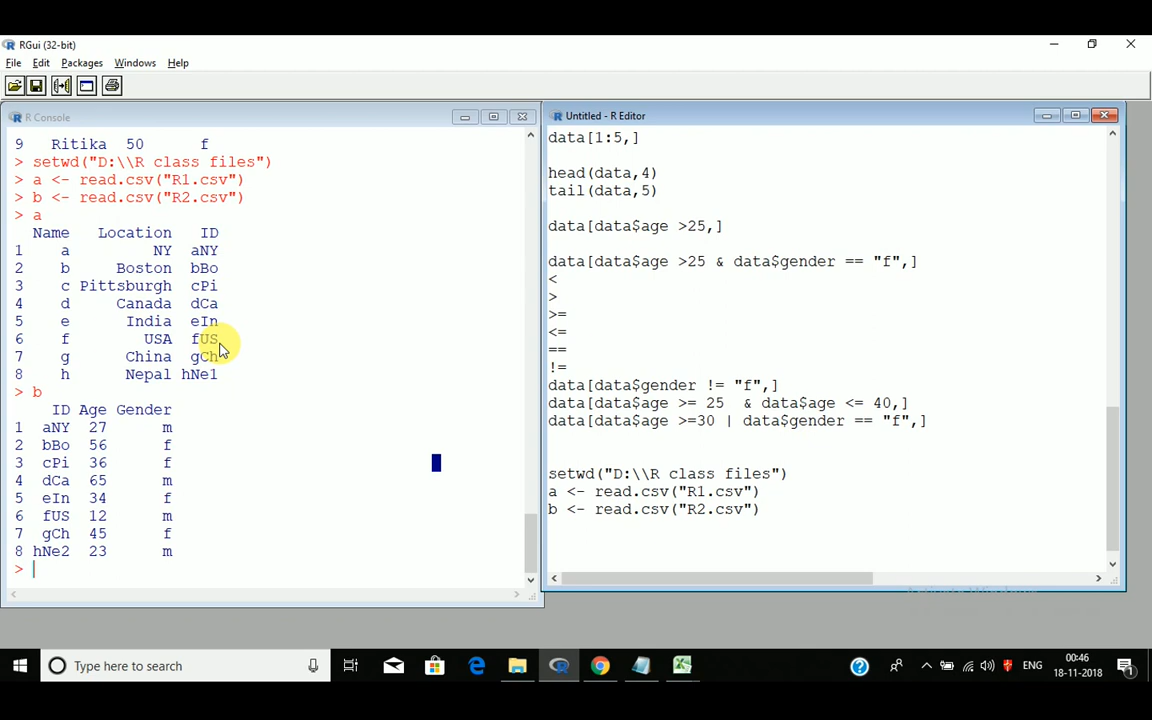 RGui (32-bit)
File Edit Packages Windows Help
R Console
9 Ritika 50 f
> setwd("D:\\R class files")
> a <- read.csv("R1.csv")
> b <- read.csv("R2.csv")
> a
Name Location ID
1 a NY aNY
2 b Boston bBo
3 c Pittsburgh cPi
4 d Canada dCa
5 e India eIn
6 f USA fUS
7 g China gCh
8 h Nepal hNe1
> b
ID Age Gender
1 aNY 27 m
2 bBo 56 f
3 cPi 36 f
4 dCa 65 m
5 eIn 34 f
6 fUS 12 m
7 gCh 45 f
8 hNe2 23 m
>
Untitled - R Editor
data[1:5,]
head(data,4)
tail(data,5)
data[data$age >25,]
data[data$age >25 & data$gender == "f",]
<
>
>=
<=
==
!=
data[data$gender != "f",]
data[data$age >= 25  & data$age <= 40,]
data[data$age >=30 | data$gender == "f",]
setwd("D:\\R class files")
a <- read.csv("R1.csv")
b <- read.csv("R2.csv")
Type here to search
ENG
00:46
18-11-2018